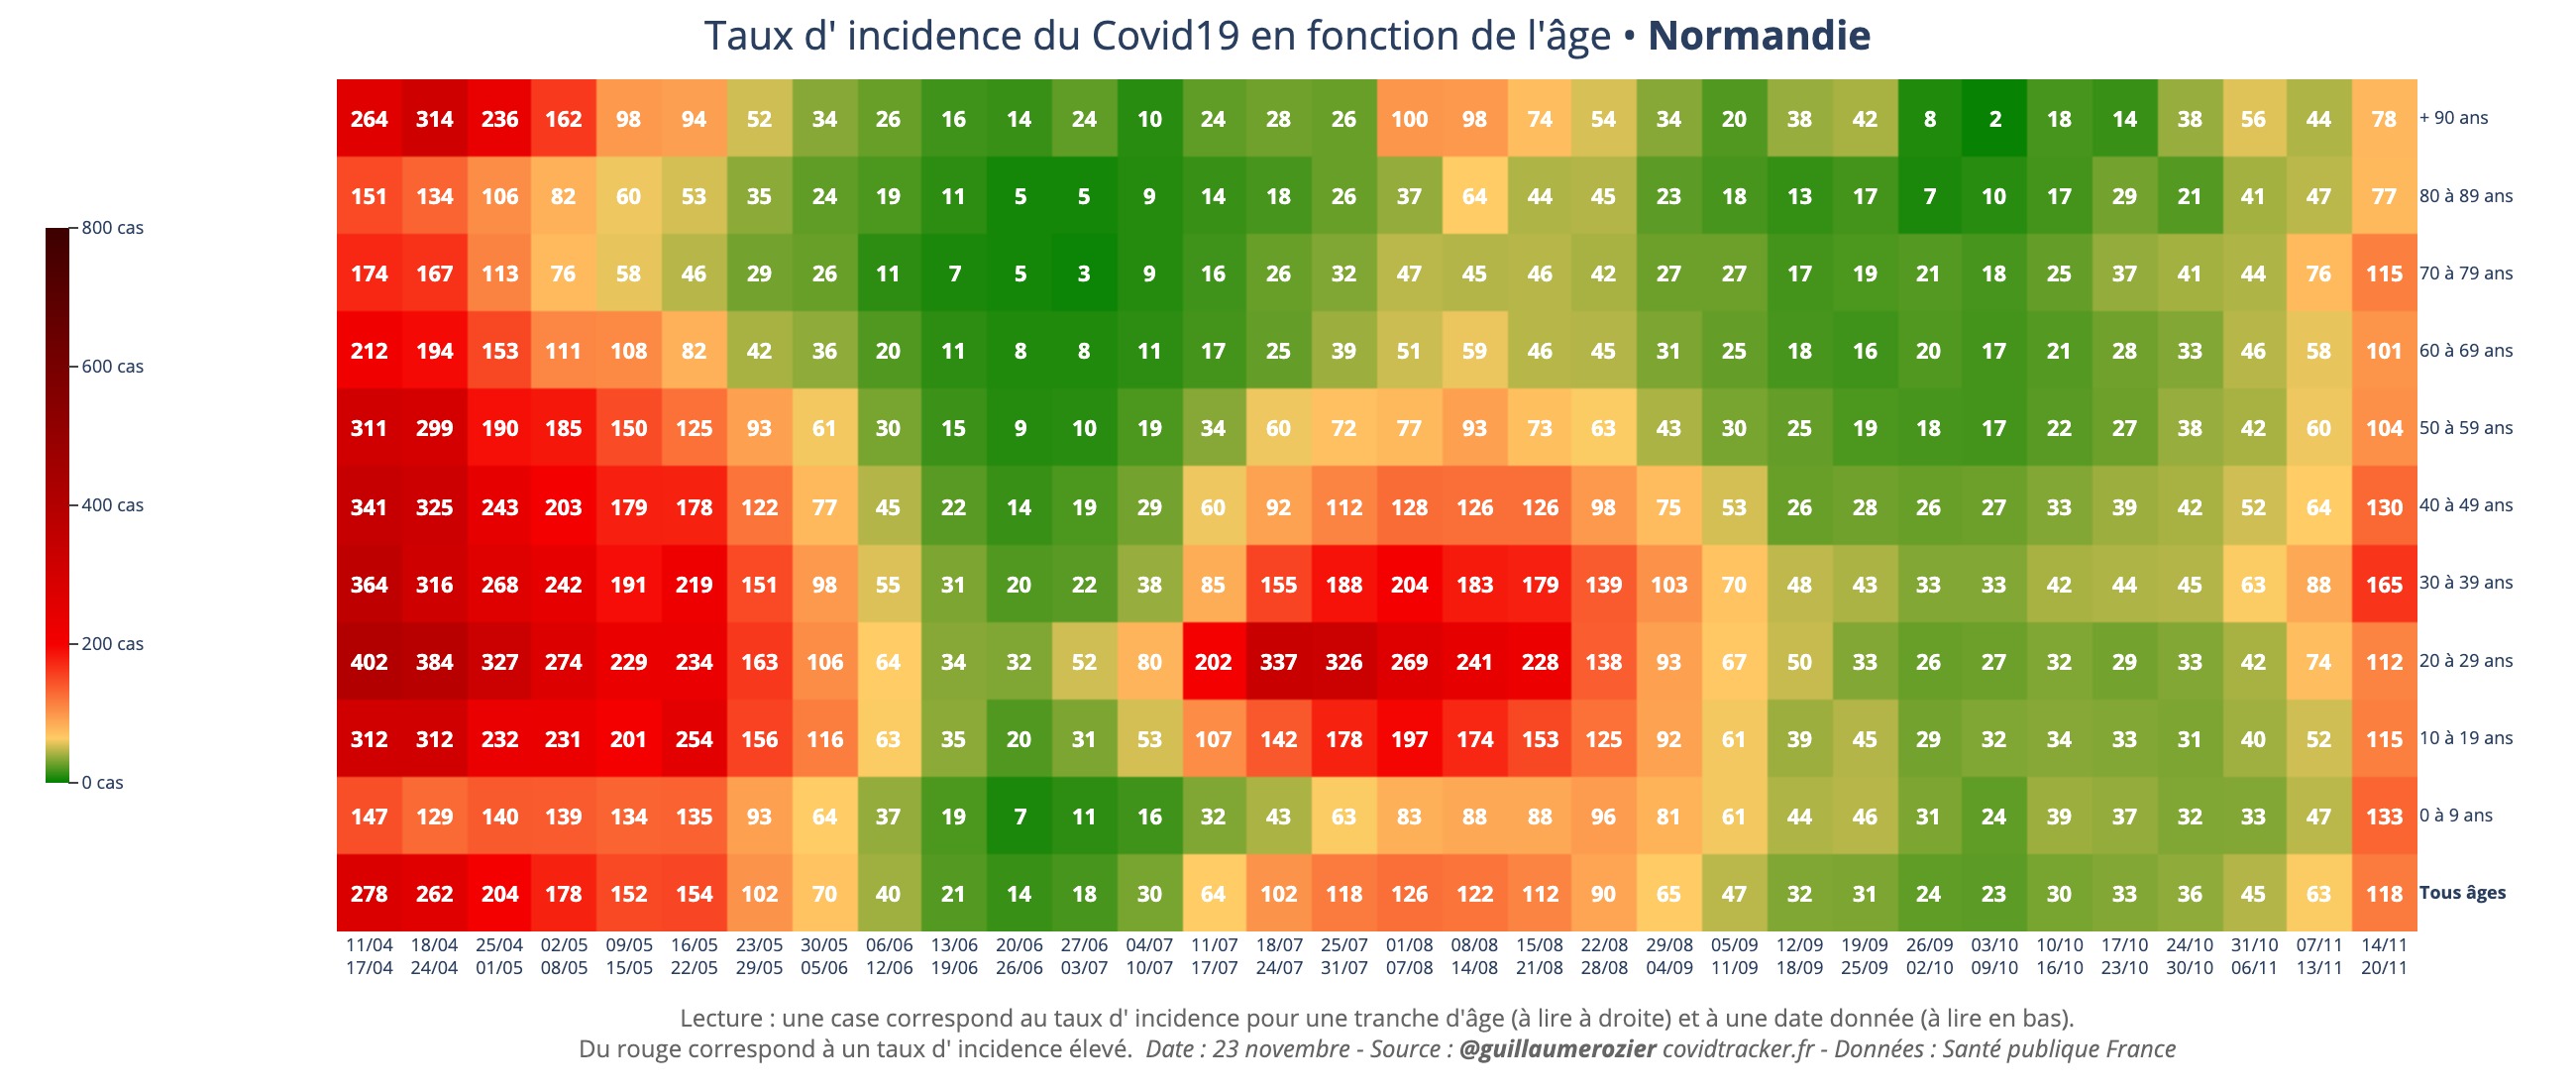 Taux d' incidence du Covid19 en fonction de l'âge • Normandie
800 cas
600 cas
400 cas
200 cas
0 cas
264 314 236 162 98 94 52 34 26 16 14 24 10 24 28 26 100 98 74 54 34 20 38 42 8 2 18 14 38 56 44 78 + 90 ans
151 134 106 82 60 53 35 24 19 11 5 5 9 14 18 26 37 64 44 45 23 18 13 17 7 10 17 29 21 41 47 77 80 à 89 ans
174 167 113 76 58 46 29 26 11 7 5 3 9 16 26 32 47 45 46 42 27 27 17 19 21 18 25 37 41 44 76 115 70 à 79 ans
212 194 153 111 108 82 42 36 20 11 8 8 11 17 25 39 51 59 46 45 31 25 18 16 20 17 21 28 33 46 58 101 60 à 69 ans
311 299 190 185 150 125 93 61 30 15 9 10 19 34 60 72 77 93 73 63 43 30 25 19 18 17 22 27 38 42 60 104 50 à 59 ans
341 325 243 203 179 178 122 77 45 22 14 19 29 60 92 112 128 126 126 98 75 53 26 28 26 27 33 39 42 52 64 130 40 à 49 ans
364 316 268 242 191 219 151 98 55 31 20 22 38 85 155 188 204 183 179 139 103 70 48 43 33 33 42 44 45 63 88 165 30 à 39 ans
402 384 327 274 229 234 163 106 64 34 32 52 80 202 337 326 269 241 228 138 93 67 50 33 26 27 32 29 33 42 74 112 20 à 29 ans
312 312 232 231 201 254 156 116 63 35 20 31 53 107 142 178 197 174 153 125 92 61 39 45 29 32 34 33 31 40 52 115 10 à 19 ans
147 129 140 139 134 135 93 64 37 19 7 11 16 32 43 63 83 88 88 96 81 61 44 46 31 24 39 37 32 33 47 133 0 à 9 ans
278 262 204 178 152 154 102 70 40 21 14 18 30 64 102 118 126 122 112 90 65 47 32 31 24 23 30 33 36 45 63 118 Tous âges
11/04 18/04 25/04 02/05 09/05 16/05 23/05 30/05 06/06 13/06 20/06 27/06 04/07 11/07 18/07 25/07 01/08 08/08 15/08 22/08 29/08 05/09 12/09 19/09 26/09 03/10 10/10 17/10 24/10 31/10 07/11 14/11
17/04 24/04 01/05 08/05 15/05 22/05 29/05 05/06 12/06 19/06 26/06 03/07 10/07 17/07 24/07 31/07 07/08 14/08 21/08 28/08 04/09 11/09 18/09 25/09 02/10 09/10 16/10 23/10 30/10 06/11 13/11 20/11
Lecture : une case correspond au taux d' incidence pour une tranche d'âge (à lire à droite) et à une date donnée (à lire en bas).
Du rouge correspond à un taux d' incidence élevé. Date : 23 novembre - Source : @guillaumerozier covidtracker.fr - Données : Santé publique France